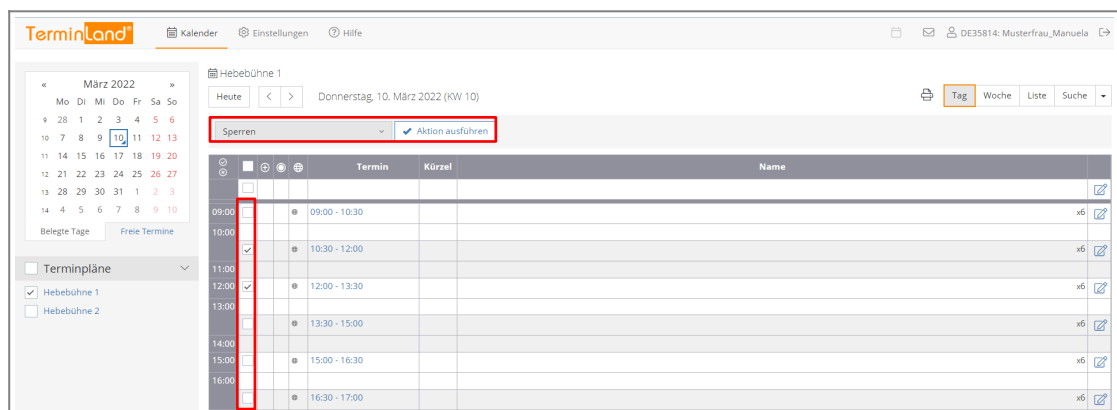 TerminLand®
Kalender
Einstellungen
Hilfe
DE35814: Musterfrau_Manuela
« März 2022 »
Mo Di Mi Do Fr Sa So
9 28 1 2 3 4 5 6
10 7 8 9 10 11 12 13
11 14 15 16 17 18 19 20
12 21 22 23 24 25 26 27
13 28 29 30 31 1 2 3
14 4 5 6 7 8 9 10
Belegte Tage Freie Termine
Terminpläne
Hebebühne 1
Hebebühne 2
Hebebühne 1
Heute < > Donnerstag, 10. März 2022 (KW 10)
Tag Woche Liste Suche
Sperren Aktion ausführen
Termin Kürzel Name
09:00 09:00 - 10:30 x6
10:00
10:30 - 12:00 x6
11:00
12:00 12:00 - 13:30 x6
13:00
13:30 - 15:00 x6
14:00
15:00 15:00 - 16:30 x6
16:00
16:30 - 17:00 x6